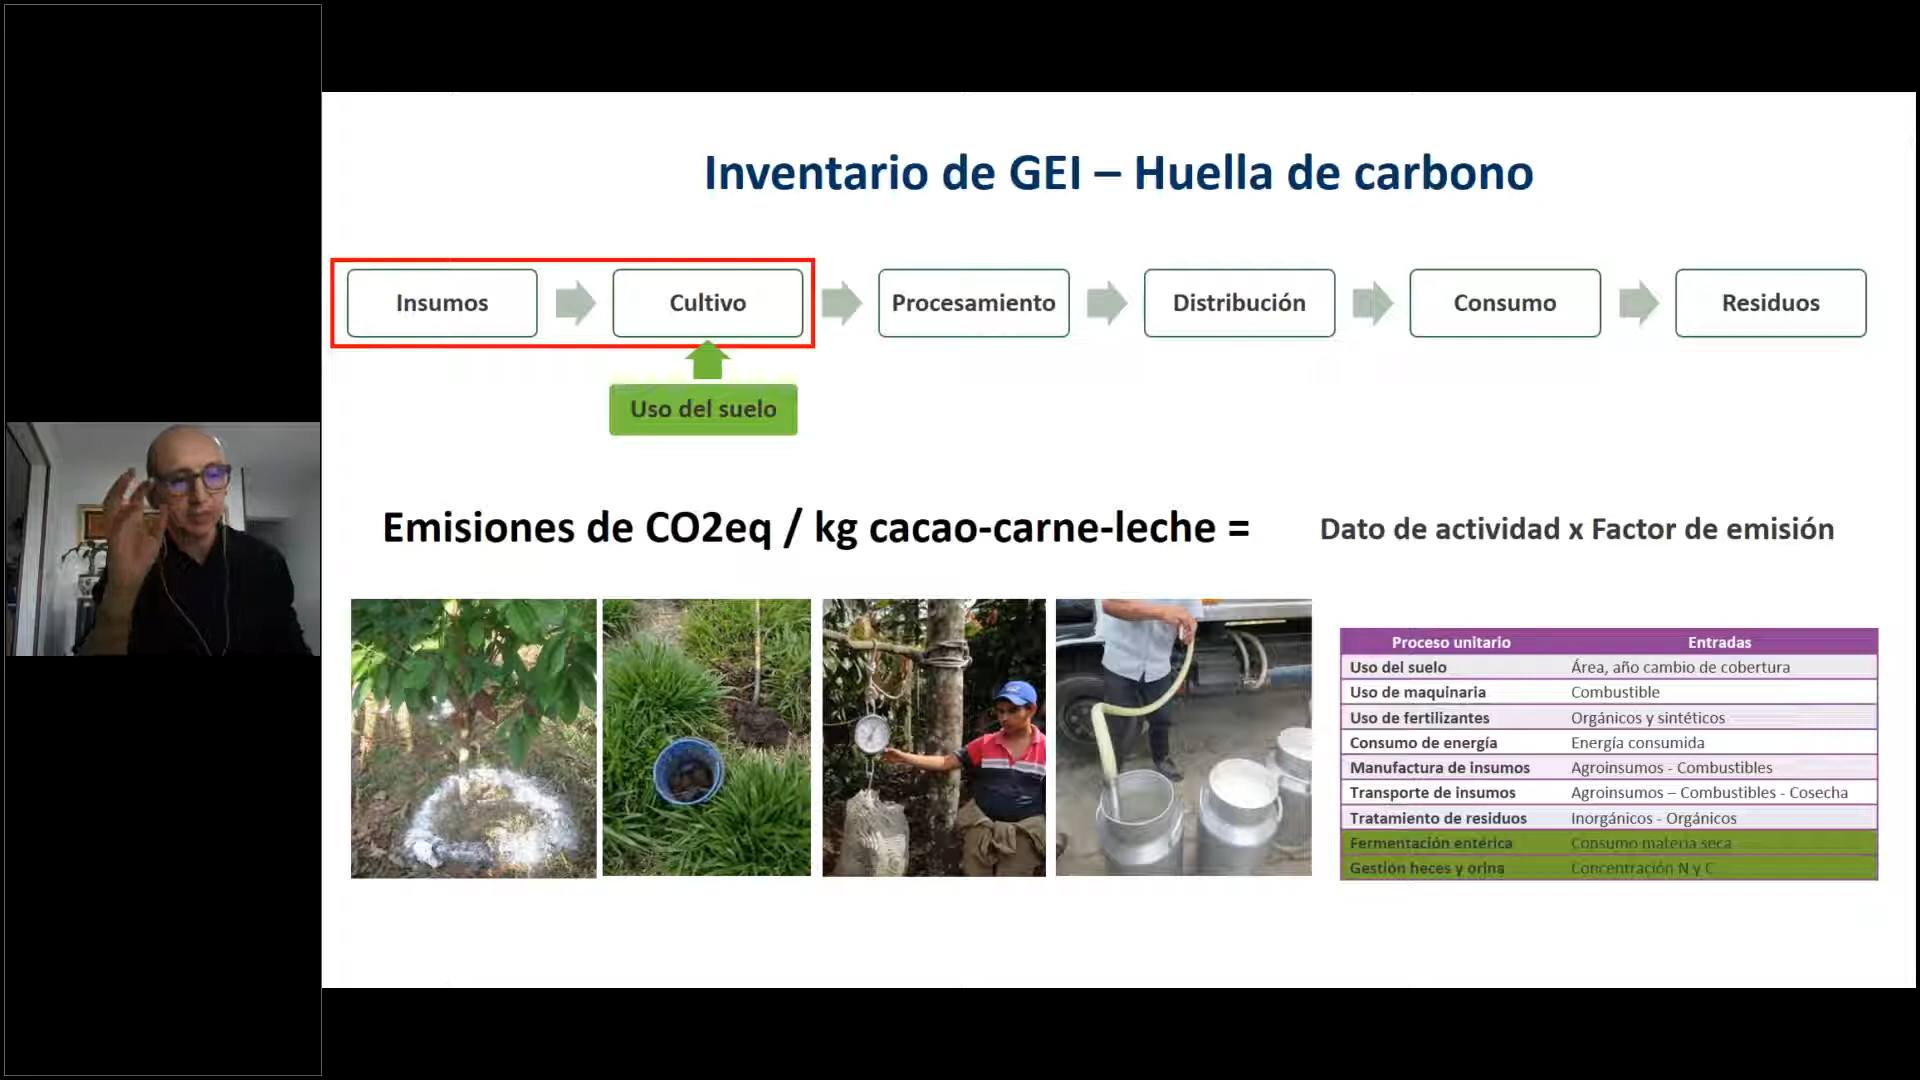 Inventario de GEI – Huella de carbono
Insumos
Cultivo
Procesamiento
Distribución
Consumo
Residuos
Uso del suelo
Emisiones de CO2eq / kg cacao-carne-leche =
Dato de actividad x Factor de emisión
Proceso unitario Entradas
Uso del suelo Área, año cambio de cobertura
Uso de maquinaria Combustible
Uso de fertilizantes Orgánicos y sintéticos
Consumo de energía Energía consumida
Manufactura de insumos Agroinsumos - Combustibles
Transporte de insumos Agroinsumos – Combustibles - Cosecha
Tratamiento de residuos Inorgánicos - Orgánicos
Fermentación entérica Consumo materia seca
Gestión heces y orina Concentración N y C